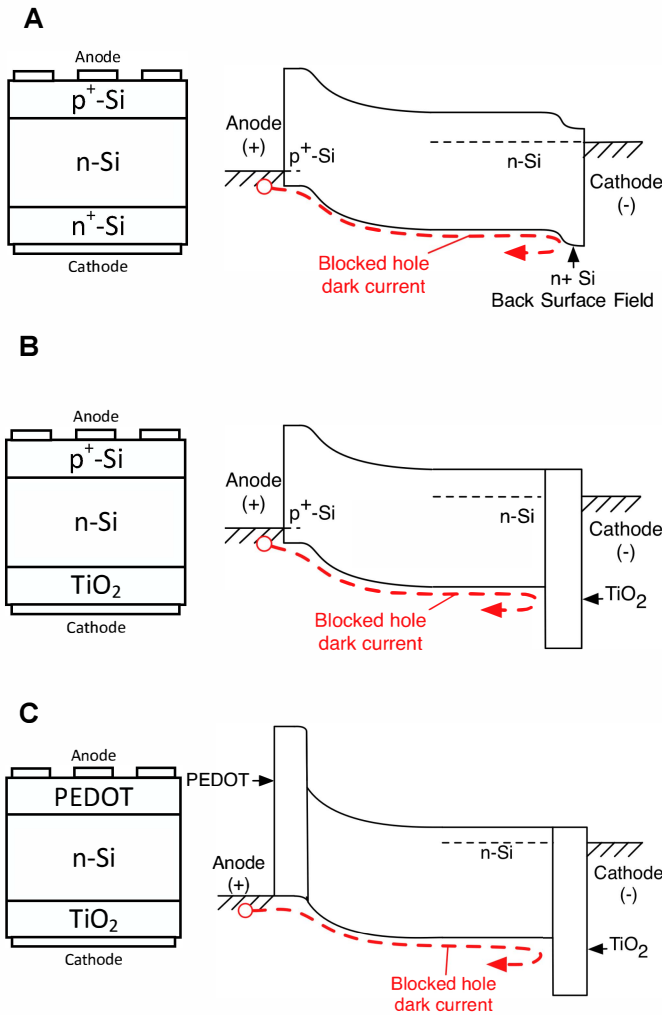 A
Anode
p⁺-Si
n-Si
n⁺-Si
Cathode
Anode
(+)
p⁺-Si
n-Si
Cathode
(-)
Blocked hole
dark current
n+ Si
Back Surface Field
B
Anode
p⁺-Si
n-Si
TiO₂
Cathode
Anode
(+)
p⁺-Si
n-Si
Cathode
(-)
TiO₂
Blocked hole
dark current
C
Anode
PEDOT
n-Si
TiO₂
Cathode
PEDOT
Anode
(+)
n-Si
Cathode
(-)
TiO₂
Blocked hole
dark current